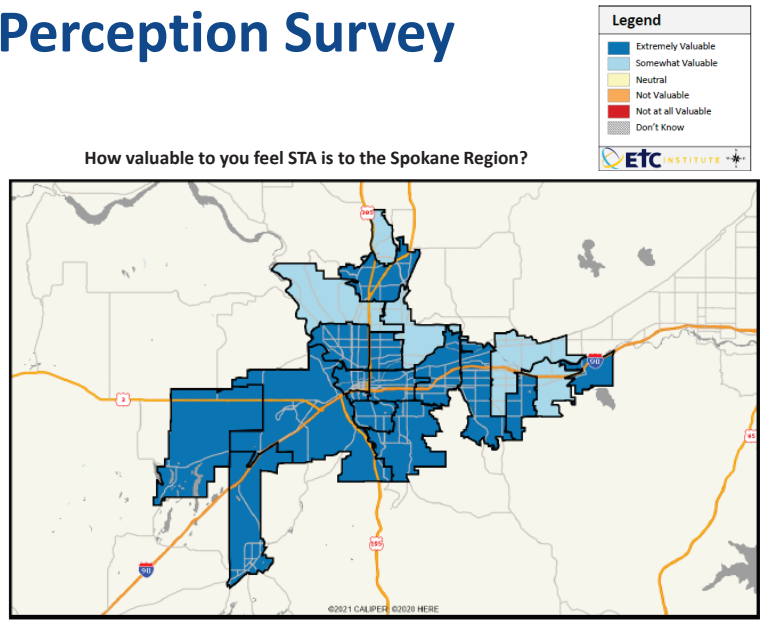 Perception Survey
Legend
Extremely Valuable
Somewhat Valuable
Neutral
Not Valuable
Not at all Valuable
Don't Know
ETC INSTITUTE
How valuable to you feel STA is to the Spokane Region?
395
90
2
195
90
©2021 CALIPER; ©2020 HERE